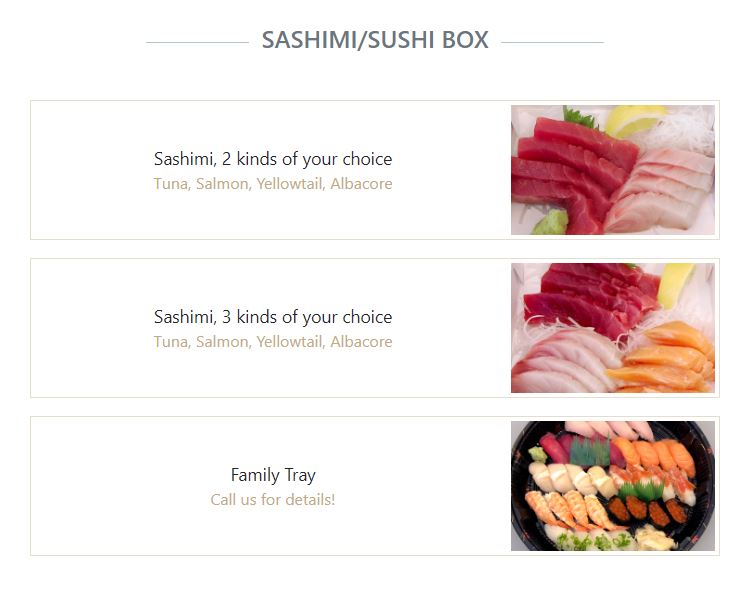 SASHIMI/SUSHI BOX
Sashimi, 2 kinds of your choice
Tuna, Salmon, Yellowtail, Albacore
Sashimi, 3 kinds of your choice
Tuna, Salmon, Yellowtail, Albacore
Family Tray
Call us for details!